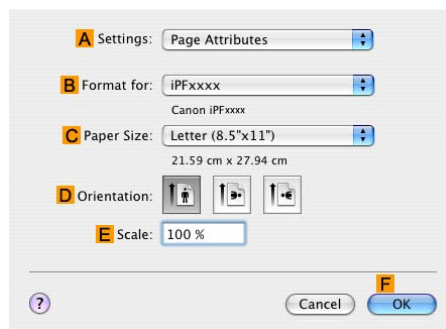 A Settings: Page Attributes
B Format for: iPFxxxx
Canon iPFxxxx
C Paper Size: Letter (8.5"x11")
21.59 cm x 27.94 cm
D Orientation:
E Scale: 100 %
F
? Cancel OK